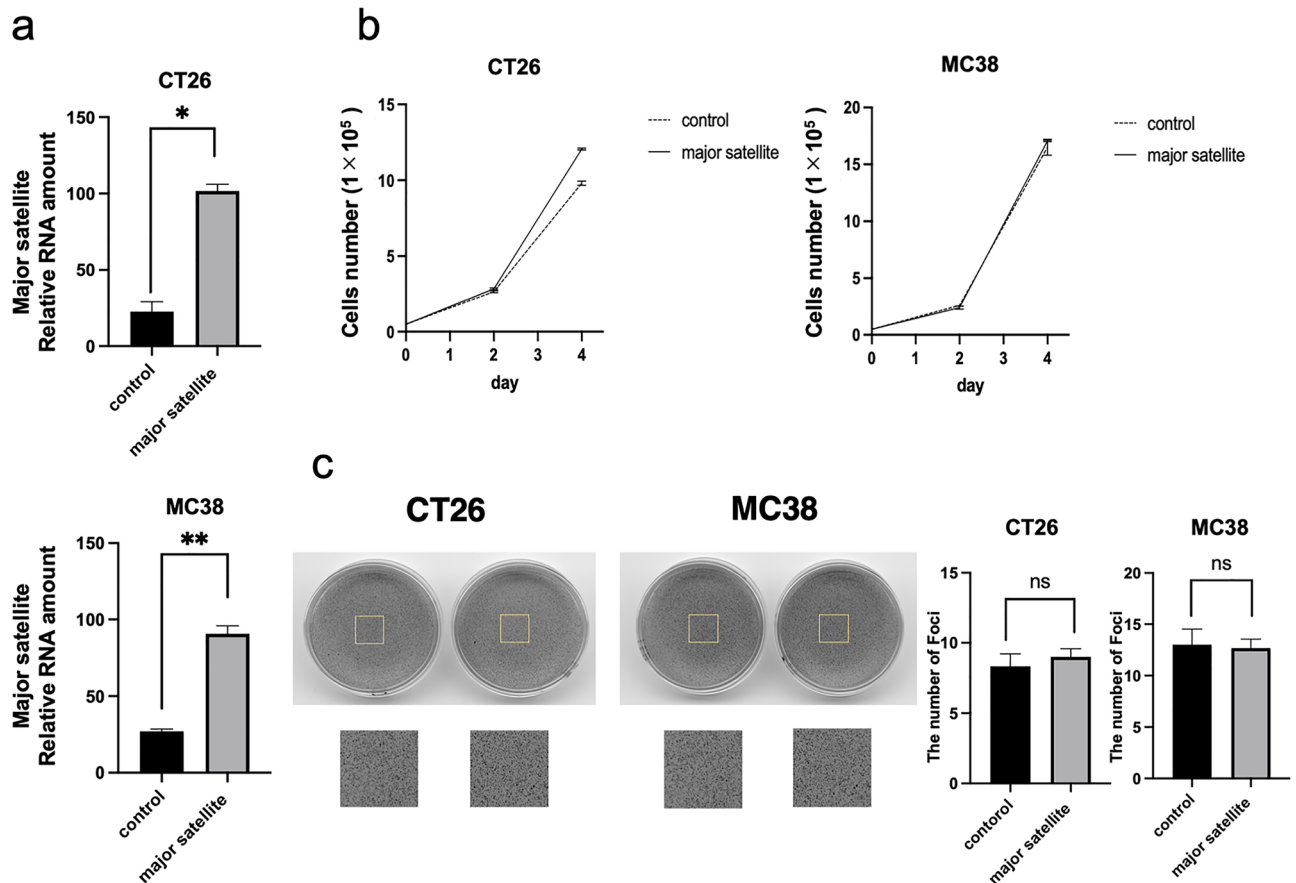 a
CT26
*
Major satellite
Relative RNA amount
150
100
50
0
control
major satellite
b
CT26
Cells number (1 × 10⁵ )
15
10
5
0
0 1 2 3 4
day
control
major satellite
MC38
Cells number (1 × 10⁵ )
20
15
10
5
0
0 1 2 3 4
day
control
major satellite
MC38
**
Major satellite
Relative RNA amount
150
100
50
0
control
major satellite
c
CT26
MC38
CT26
ns
The number of Foci
15
10
5
0
contorol
major satellite
MC38
ns
The number of Foci
20
15
10
5
0
control
major satellite